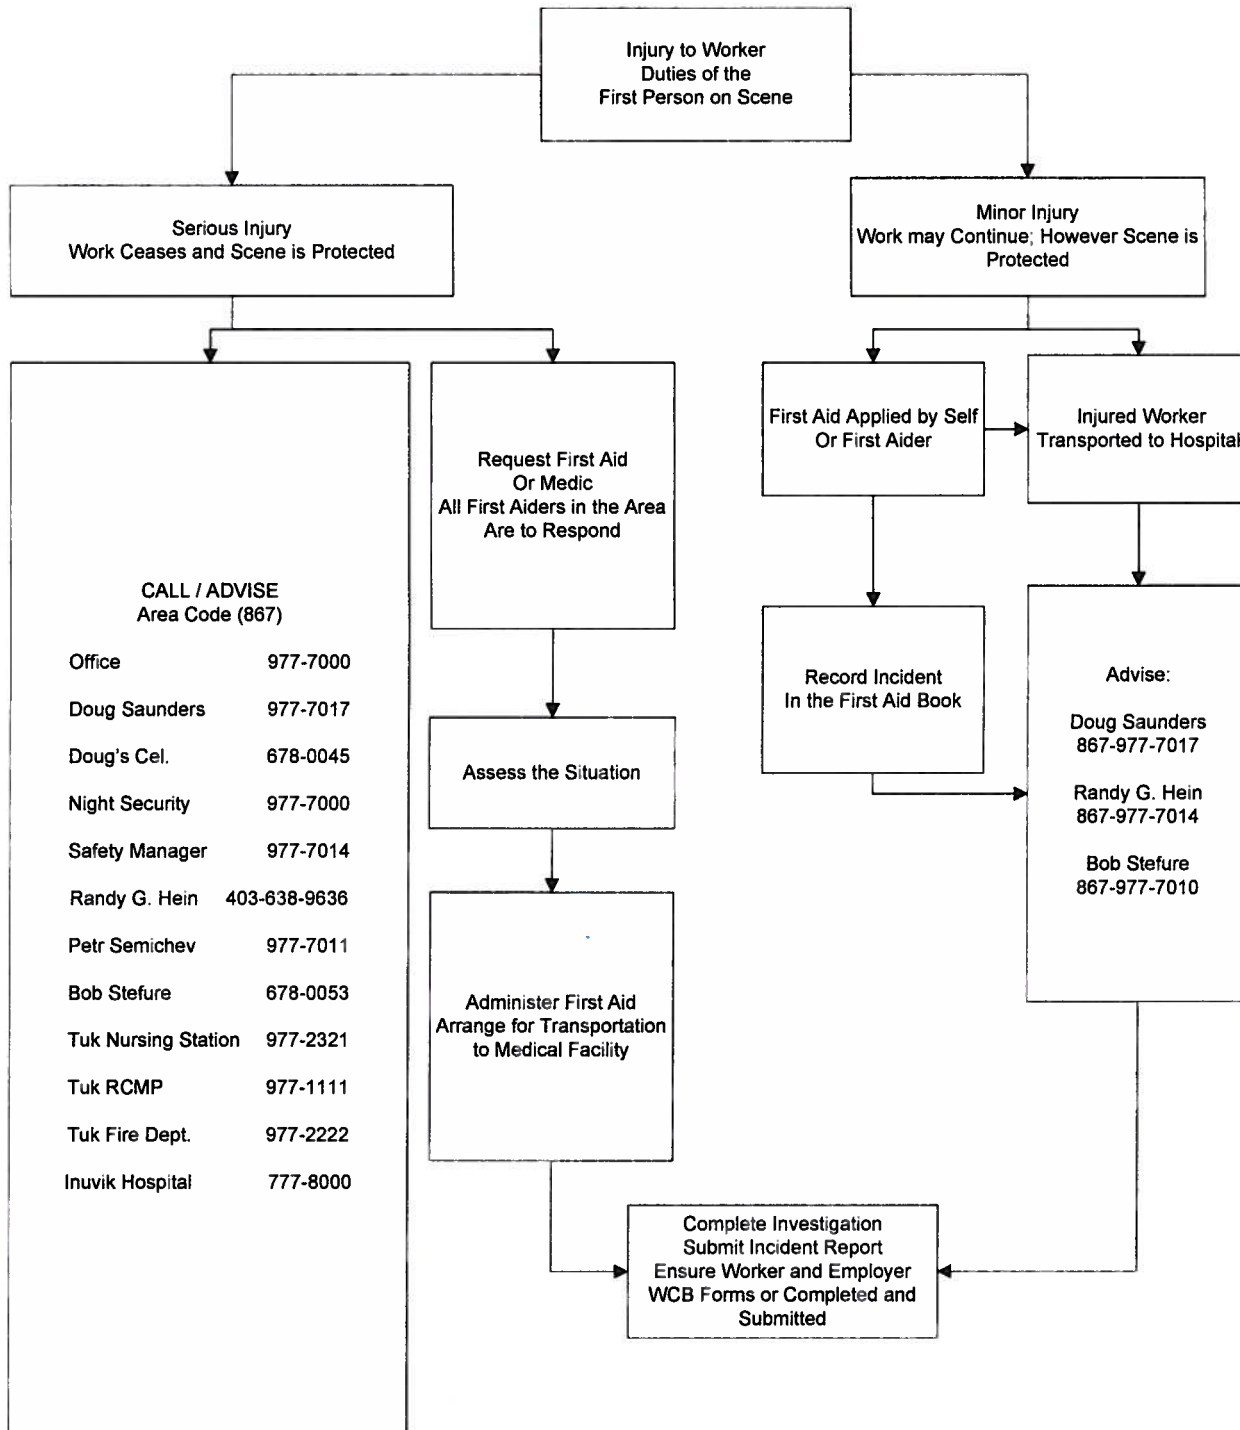 Injury to Worker
Duties of the
First Person on Scene
Serious Injury
Work Ceases and Scene is Protected
Minor Injury
Work may Continue; However Scene is
Protected
CALL / ADVISE
Area Code (867)
Office 977-7000
Doug Saunders 977-7017
Doug's Cel. 678-0045
Night Security 977-7000
Safety Manager 977-7014
Randy G. Hein 403-638-9636
Petr Semichev 977-7011
Bob Stefure 678-0053
Tuk Nursing Station 977-2321
Tuk RCMP 977-1111
Tuk Fire Dept. 977-2222
Inuvik Hospital 777-8000
Request First Aid
Or Medic
All First Aiders in the Area
Are to Respond
Assess the Situation
Administer First Aid
Arrange for Transportation
to Medical Facility
First Aid Applied by Self
Or First Aider
Injured Worker
Transported to Hospital
Record Incident
In the First Aid Book
Advise:
Doug Saunders
867-977-7017
Randy G. Hein
867-977-7014
Bob Stefure
867-977-7010
Complete Investigation
Submit Incident Report
Ensure Worker and Employer
WCB Forms or Completed and
Submitted